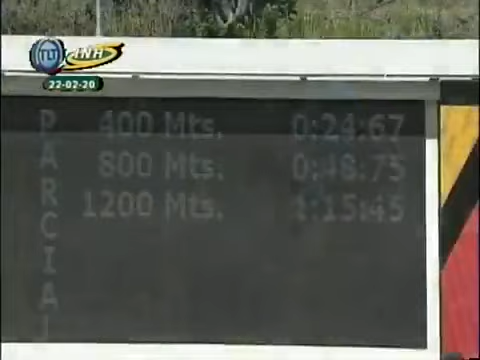 TLT INH
22-02-20
PARCIAL
400 Mts. 0:24:67
800 Mts. 0:48:75
1200 Mts. 1:15:45